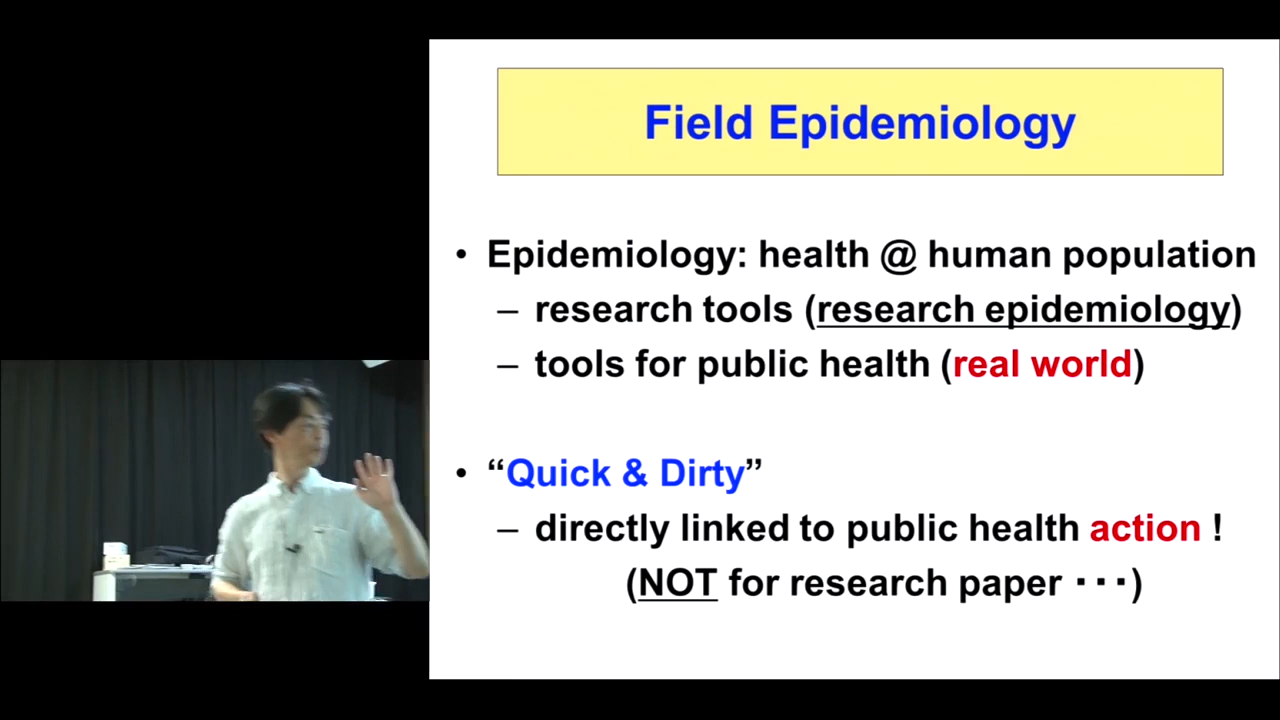 Field Epidemiology
• Epidemiology: health @ human population
– research tools (research epidemiology)
– tools for public health (real world)
• “Quick & Dirty”
– directly linked to public health action !
(NOT for research paper ･･･)